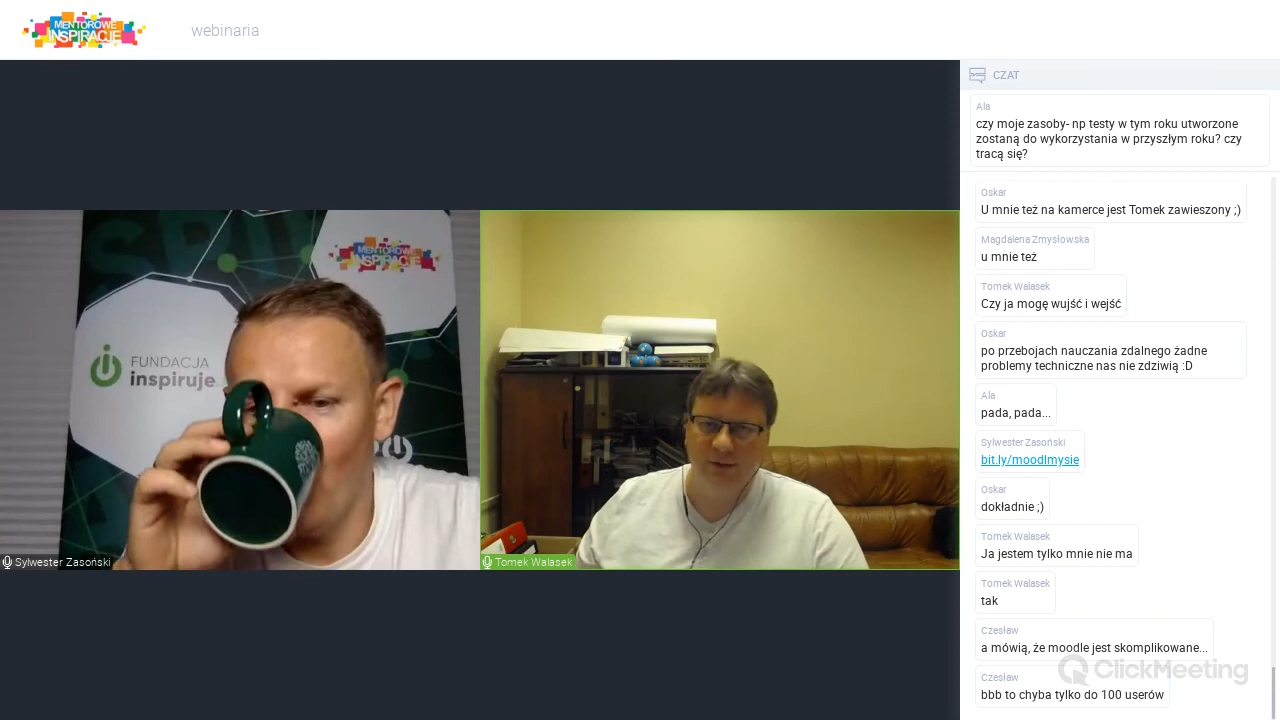 MENTOROWE
INSPIRACJE
webinaria
CZAT
Ala
czy moje zasoby- np testy w tym roku utworzone
zostaną do wykorzystania w przyszłym roku? czy
tracą się?
Oskar
U mnie też na kamerce jest Tomek zawieszony ;)
Magdalena Zmysłowska
u mnie też
Tomek Walasek
Czy ja mogę wujść i wejść
Oskar
po przebojach nauczania zdalnego żadne
problemy techniczne nas nie zdziwią :D
Ala
pada, pada...
Sylwester Zasoński
bit.ly/moodlmysie
Oskar
dokładnie ;)
Tomek Walasek
Ja jestem tylko mnie nie ma
Tomek Walasek
tak
Czesław
a mówią, że moodle jest skomplikowane...
Czesław
bbb to chyba tylko do 100 userów
ClickMeeting
MENTOROWE
INSPIRACJE
FUNDACJA
inspiruje
Sylwester Zasoński
Tomek Walasek